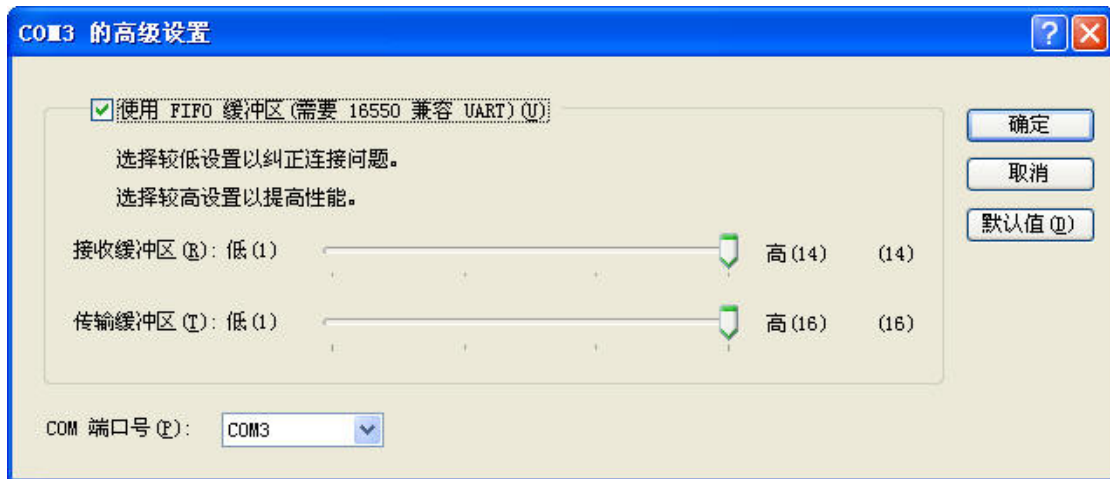 COM3 的高级设置
使用 FIFO 缓冲区(需要 16550 兼容 UART)(U)
确定
选择较低设置以纠正连接问题。
取消
选择较高设置以提高性能。
默认值(D)
接收缓冲区(R): 低(1) 高(14) (14)
传输缓冲区(T): 低(1) 高(16) (16)
COM 端口号(P): COM3